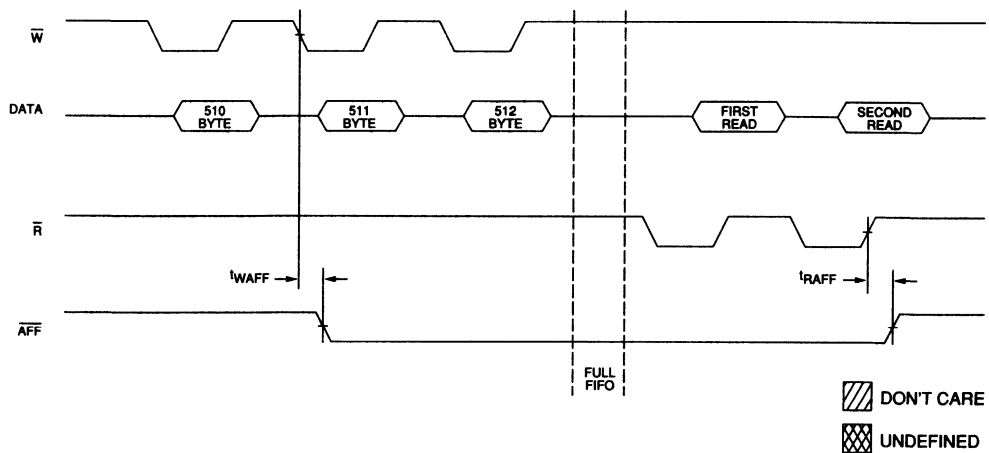 W
DATA
510
BYTE
511
BYTE
512
BYTE
FIRST
READ
SECOND
READ
R
tWAFF
tRAFF
AFF
FULL
FIFO
DON'T CARE
UNDEFINED